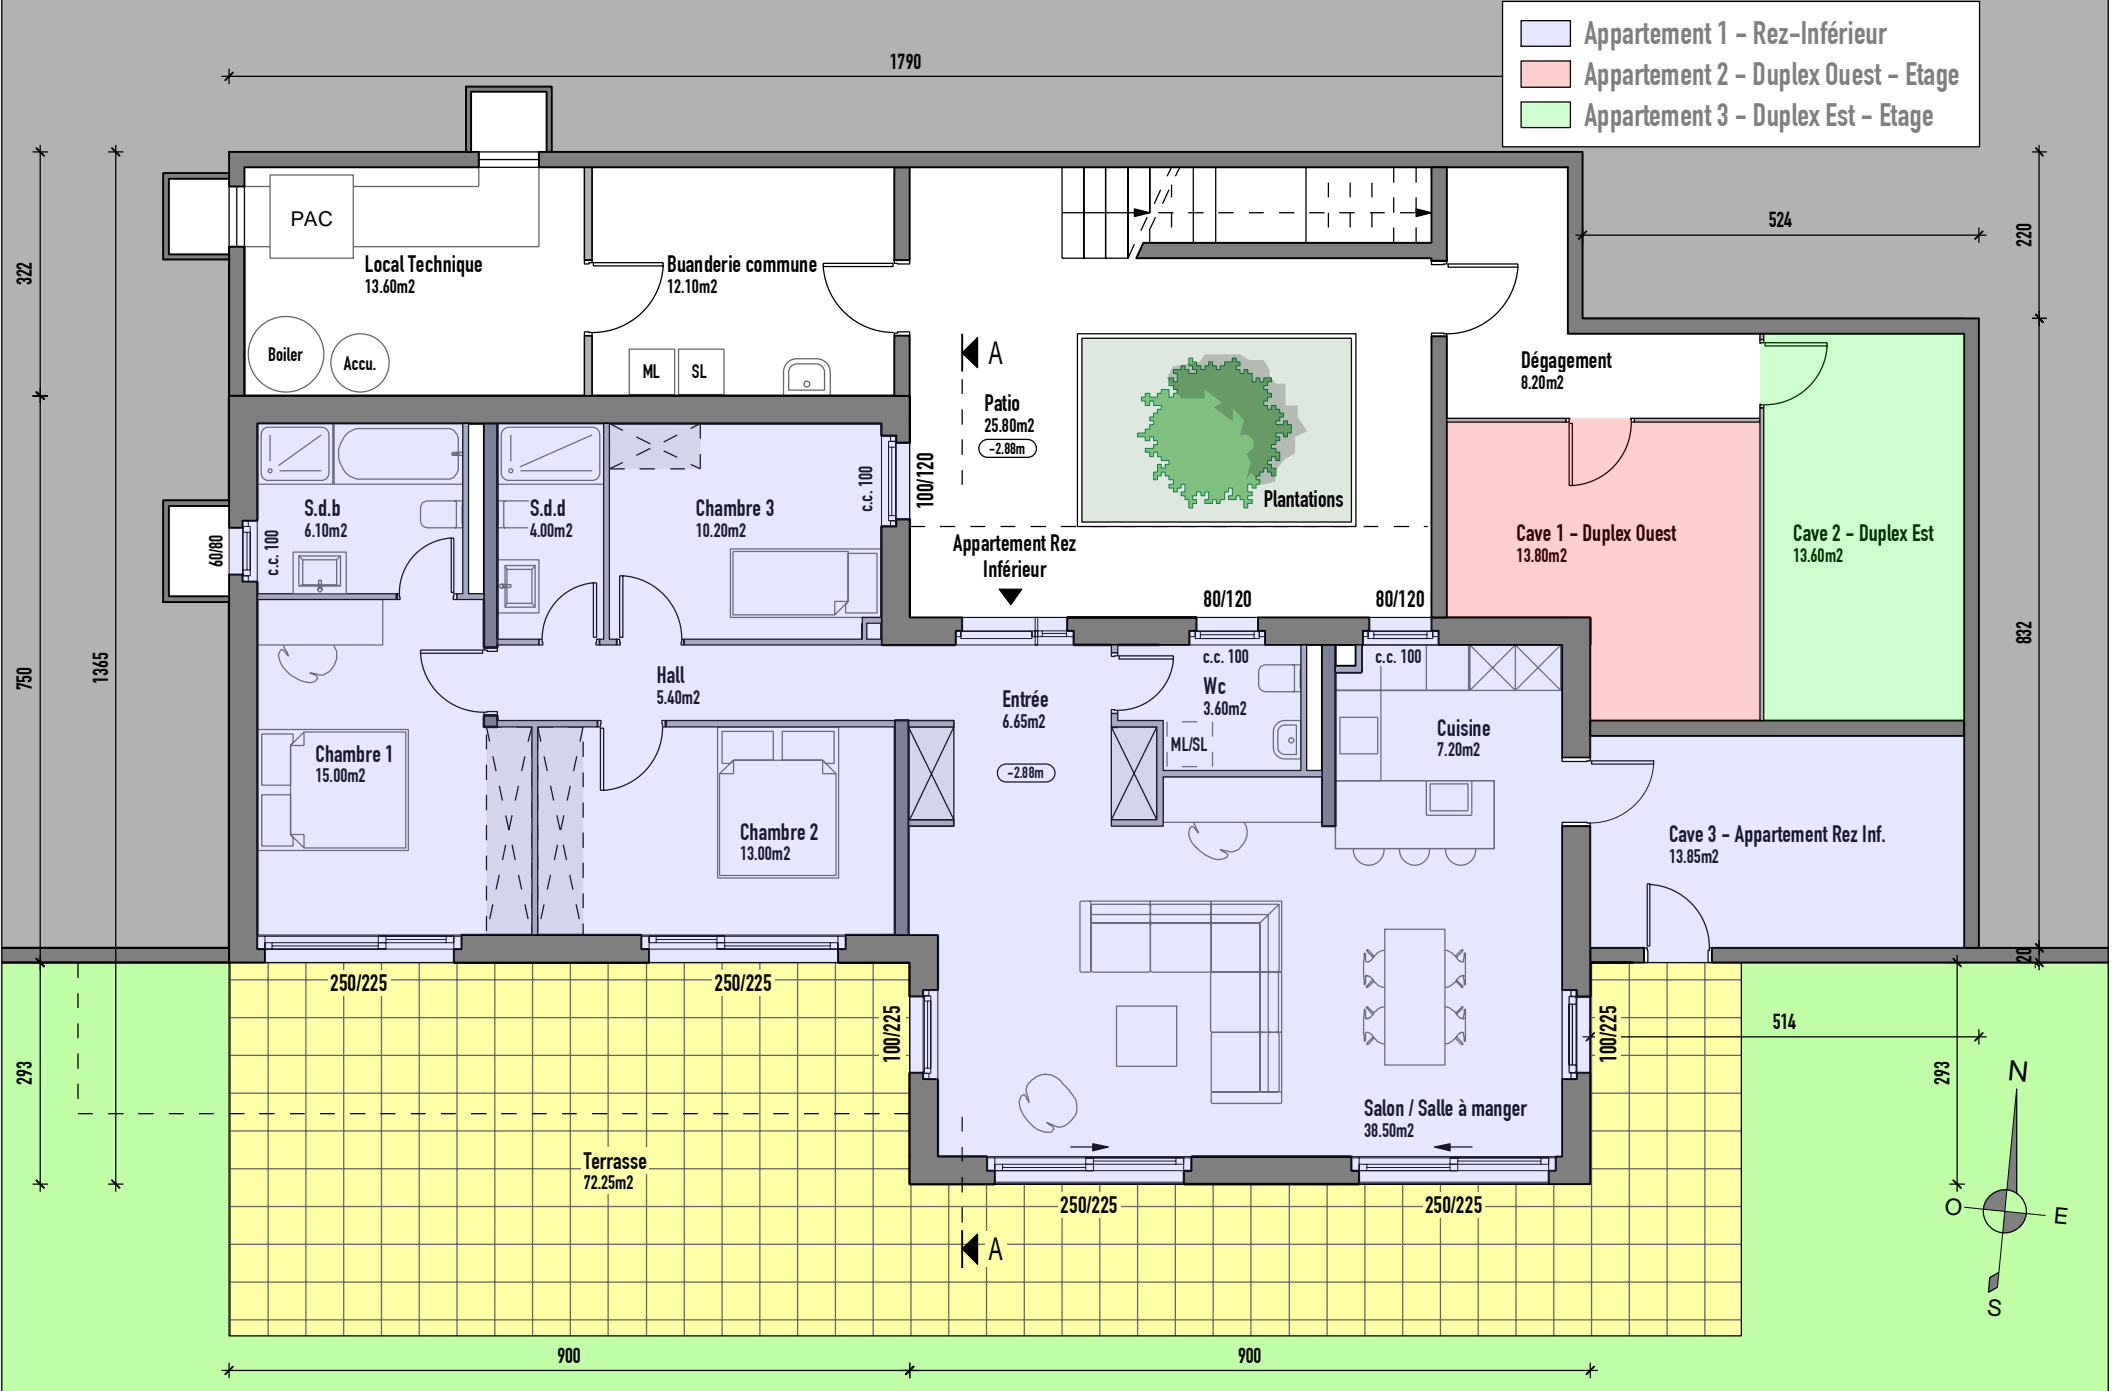 Appartement 1 - Rez-Inférieur
Appartement 2 - Duplex Ouest - Etage
Appartement 3 - Duplex Est - Etage
1790
524
220
322
PAC
Local Technique
13.60m2
Buanderie commune
12.10m2
Boiler
Accu.
ML
SL
A
Patio
25.80m2
-2.88m
Plantations
Dégagement
8.20m2
S.d.b
6.10m2
S.d.d
4.00m2
Chambre 3
10.20m2
c.c. 100
100/120
60/80
c.c. 100
Appartement Rez
Inférieur
80/120
80/120
Cave 1 - Duplex Ouest
13.80m2
Cave 2 - Duplex Est
13.60m2
750
1365
832
Hall
5.40m2
Entrée
6.65m2
-2.88m
c.c. 100
Wc
3.60m2
ML/SL
c.c. 100
Cuisine
7.20m2
Chambre 1
15.00m2
Chambre 2
13.00m2
Cave 3 - Appartement Rez Inf.
13.85m2
20
250/225
250/225
100/225
100/225
514
293
293
Salon / Salle à manger
38.50m2
Terrasse
72.25m2
250/225
250/225
A
N
O
E
S
900
900